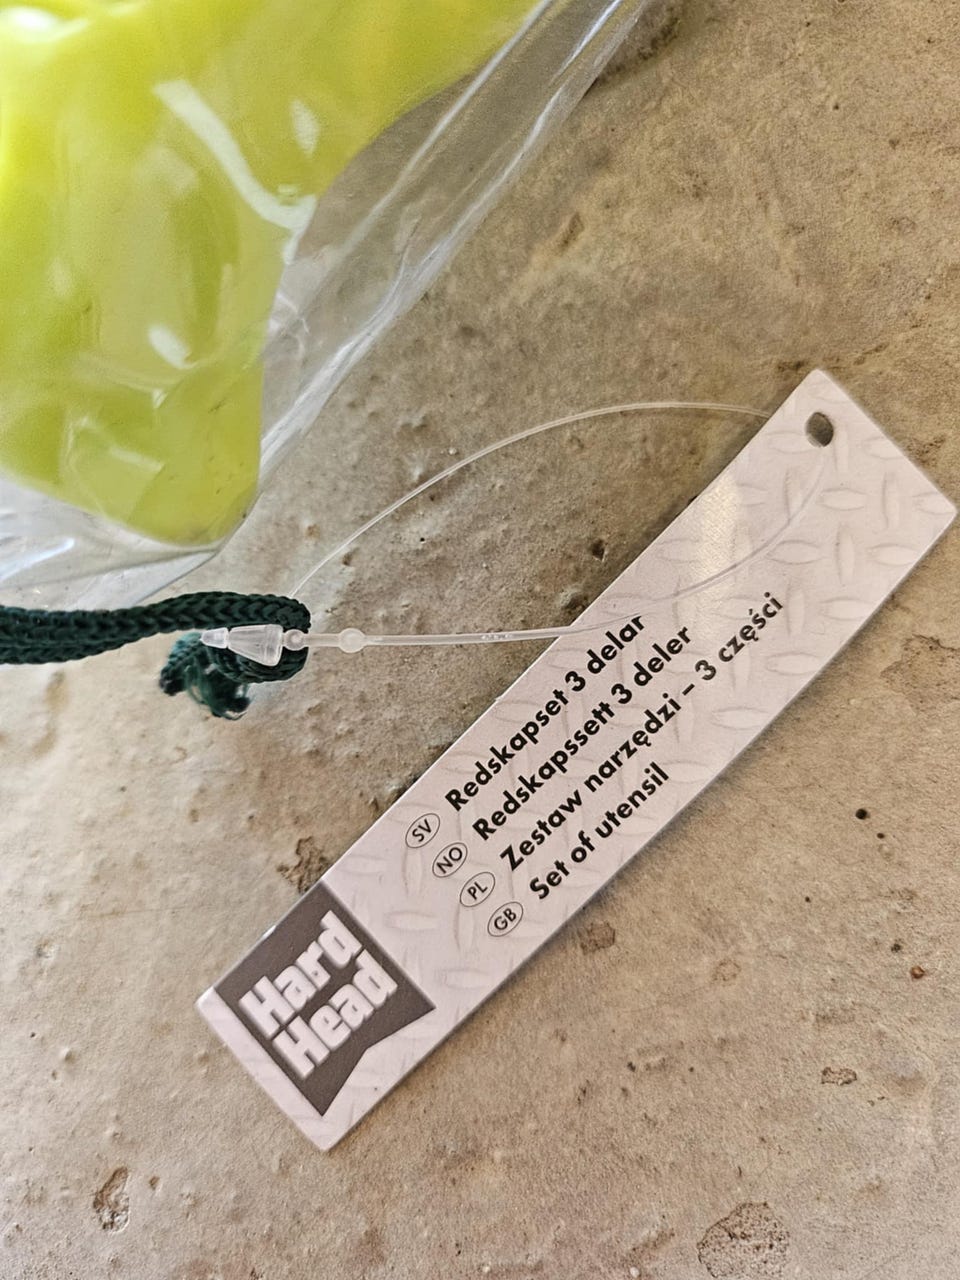 SV Redskapset 3 delar
NO Redskapssett 3 deler
PL Zestaw narzędzi – 3 części
GB Set of utensil
Hard
Head